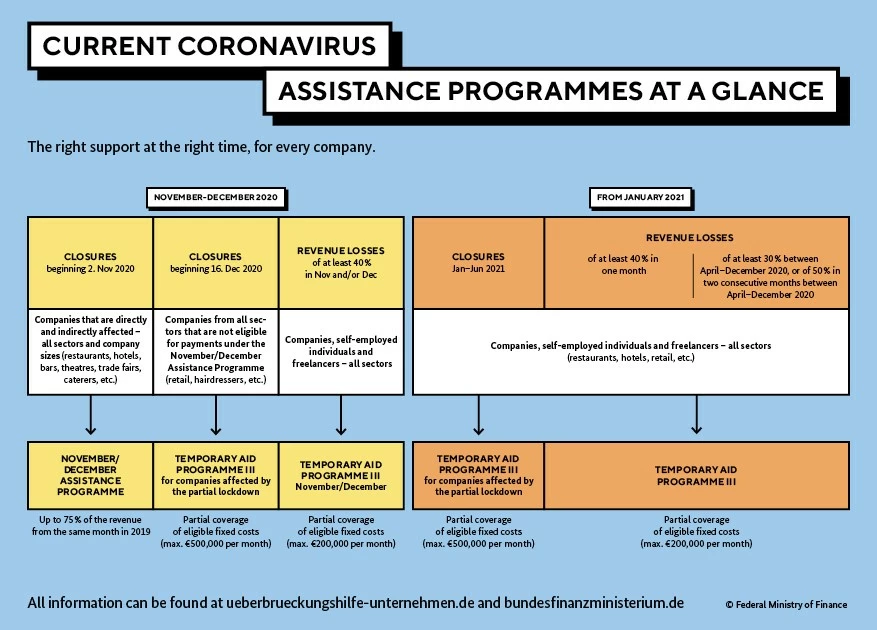 CURRENT CORONAVIRUS
ASSISTANCE PROGRAMMES AT A GLANCE
The right support at the right time, for every company.
NOVEMBER–DECEMBER 2020
CLOSURES
beginning 2. Nov 2020
CLOSURES
beginning 16. Dec 2020
REVENUE LOSSES
of at least 40 %
in Nov and/or Dec
Companies that are directly
and indirectly affected –
all sectors and company
sizes (restaurants, hotels,
bars, theatres, trade fairs,
caterers, etc.)
Companies from all sec-
tors that are not eligible
for payments under the
November/December
Assistance Programme
(retail, hairdressers, etc.)
Companies, self-employed
individuals and
freelancers – all sectors
NOVEMBER/
DECEMBER
ASSISTANCE
PROGRAMME
TEMPORARY AID
PROGRAMME III
for companies affected by
the partial lockdown
TEMPORARY AID
PROGRAMME III
November/December
Up to 75 % of the revenue
from the same month in 2019
Partial coverage
of eligible fixed costs
(max. €500,000 per month)
Partial coverage
of eligible fixed costs
(max. €200,000 per month)
FROM JANUARY 2021
CLOSURES
Jan–Jun 2021
REVENUE LOSSES
of at least 40 % in
one month
of at least 30 % between
April–December 2020, or of 50 % in
two consecutive months between
April–December 2020
Companies, self-employed individuals and freelancers – all sectors
(restaurants, hotels, retail, etc.)
TEMPORARY AID
PROGRAMME III
for companies affected by
the partial lockdown
TEMPORARY AID
PROGRAMME III
Partial coverage
of eligible fixed costs
(max. €500,000 per month)
Partial coverage
of eligible fixed costs
(max. €200,000 per month)
All information can be found at ueberbrueckungshilfe-unternehmen.de and bundesfinanzministerium.de
© Federal Ministry of Finance